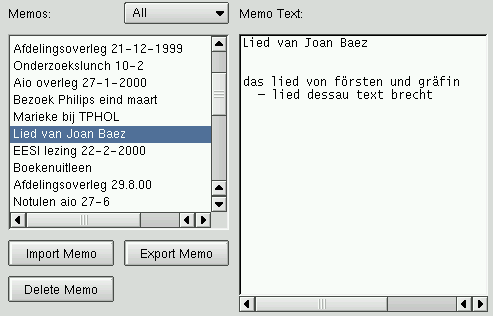 Memos:
All
Afdelingsoverleg 21-12-1999
Onderzoekslunch 10-2
Aio overleg 27-1-2000
Bezoek Philips eind maart
Marieke bij TPHOL
Lied van Joan Baez
EESI lezing 22-2-2000
Boekenuitleen
Afdelingsoverleg 29.8.00
Notulen aio 27-6
Import Memo
Export Memo
Delete Memo
Memo Text:
Lied van Joan Baez
das lied von försten und gräfin
- lied dessau text brecht